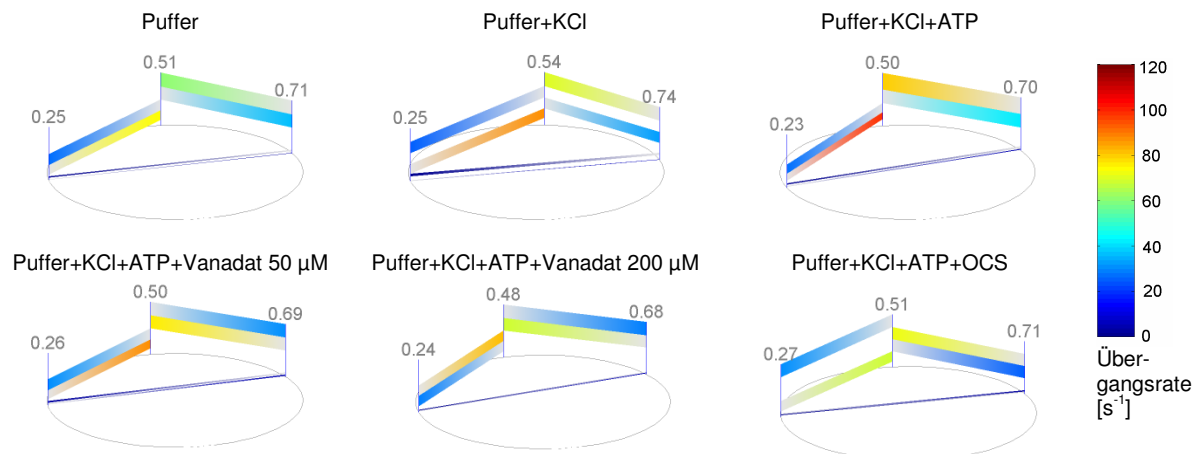 Puffer
0.25
0.51
0.71
Puffer+KCl
0.25
0.54
0.74
Puffer+KCl+ATP
0.23
0.50
0.70
Puffer+KCl+ATP+Vanadat 50 µM
0.26
0.50
0.69
Puffer+KCl+ATP+Vanadat 200 µM
0.24
0.48
0.68
Puffer+KCl+ATP+OCS
0.27
0.51
0.71
120
100
80
60
40
20
0
Über-
gangsrate
[s⁻¹]